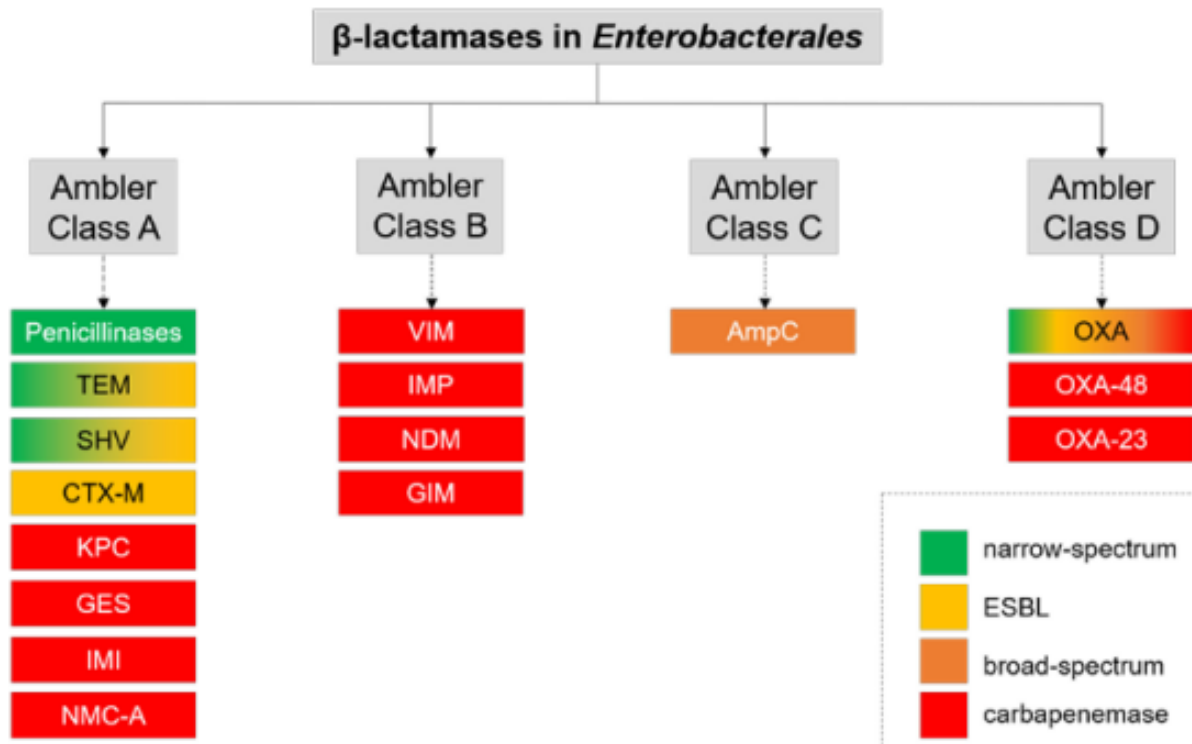 β-lactamases in Enterobacterales
Ambler
Class A
Ambler
Class B
Ambler
Class C
Ambler
Class D
Penicillinases
TEM
SHV
CTX-M
KPC
GES
IMI
NMC-A
VIM
IMP
NDM
GIM
AmpC
OXA
OXA-48
OXA-23
narrow-spectrum
ESBL
broad-spectrum
carbapenemase